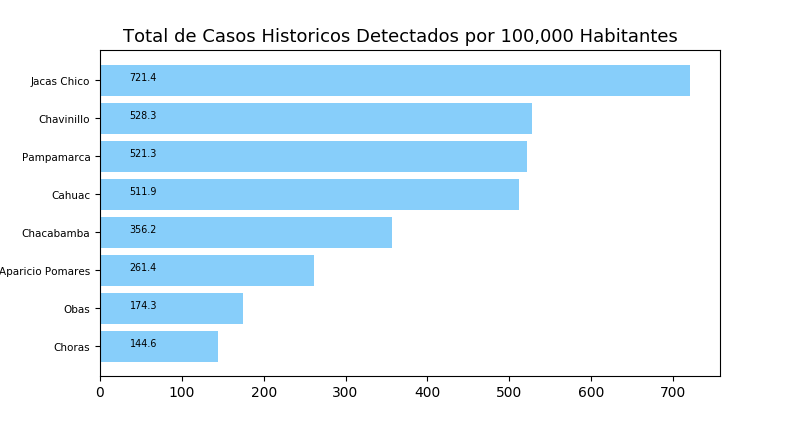 Total de Casos Historicos Detectados por 100,000 Habitantes
Jacas Chico 721.4
Chavinillo 528.3
Pampamarca 521.3
Cahuac 511.9
Chacabamba 356.2
Aparicio Pomares 261.4
Obas 174.3
Choras 144.6
0 100 200 300 400 500 600 700